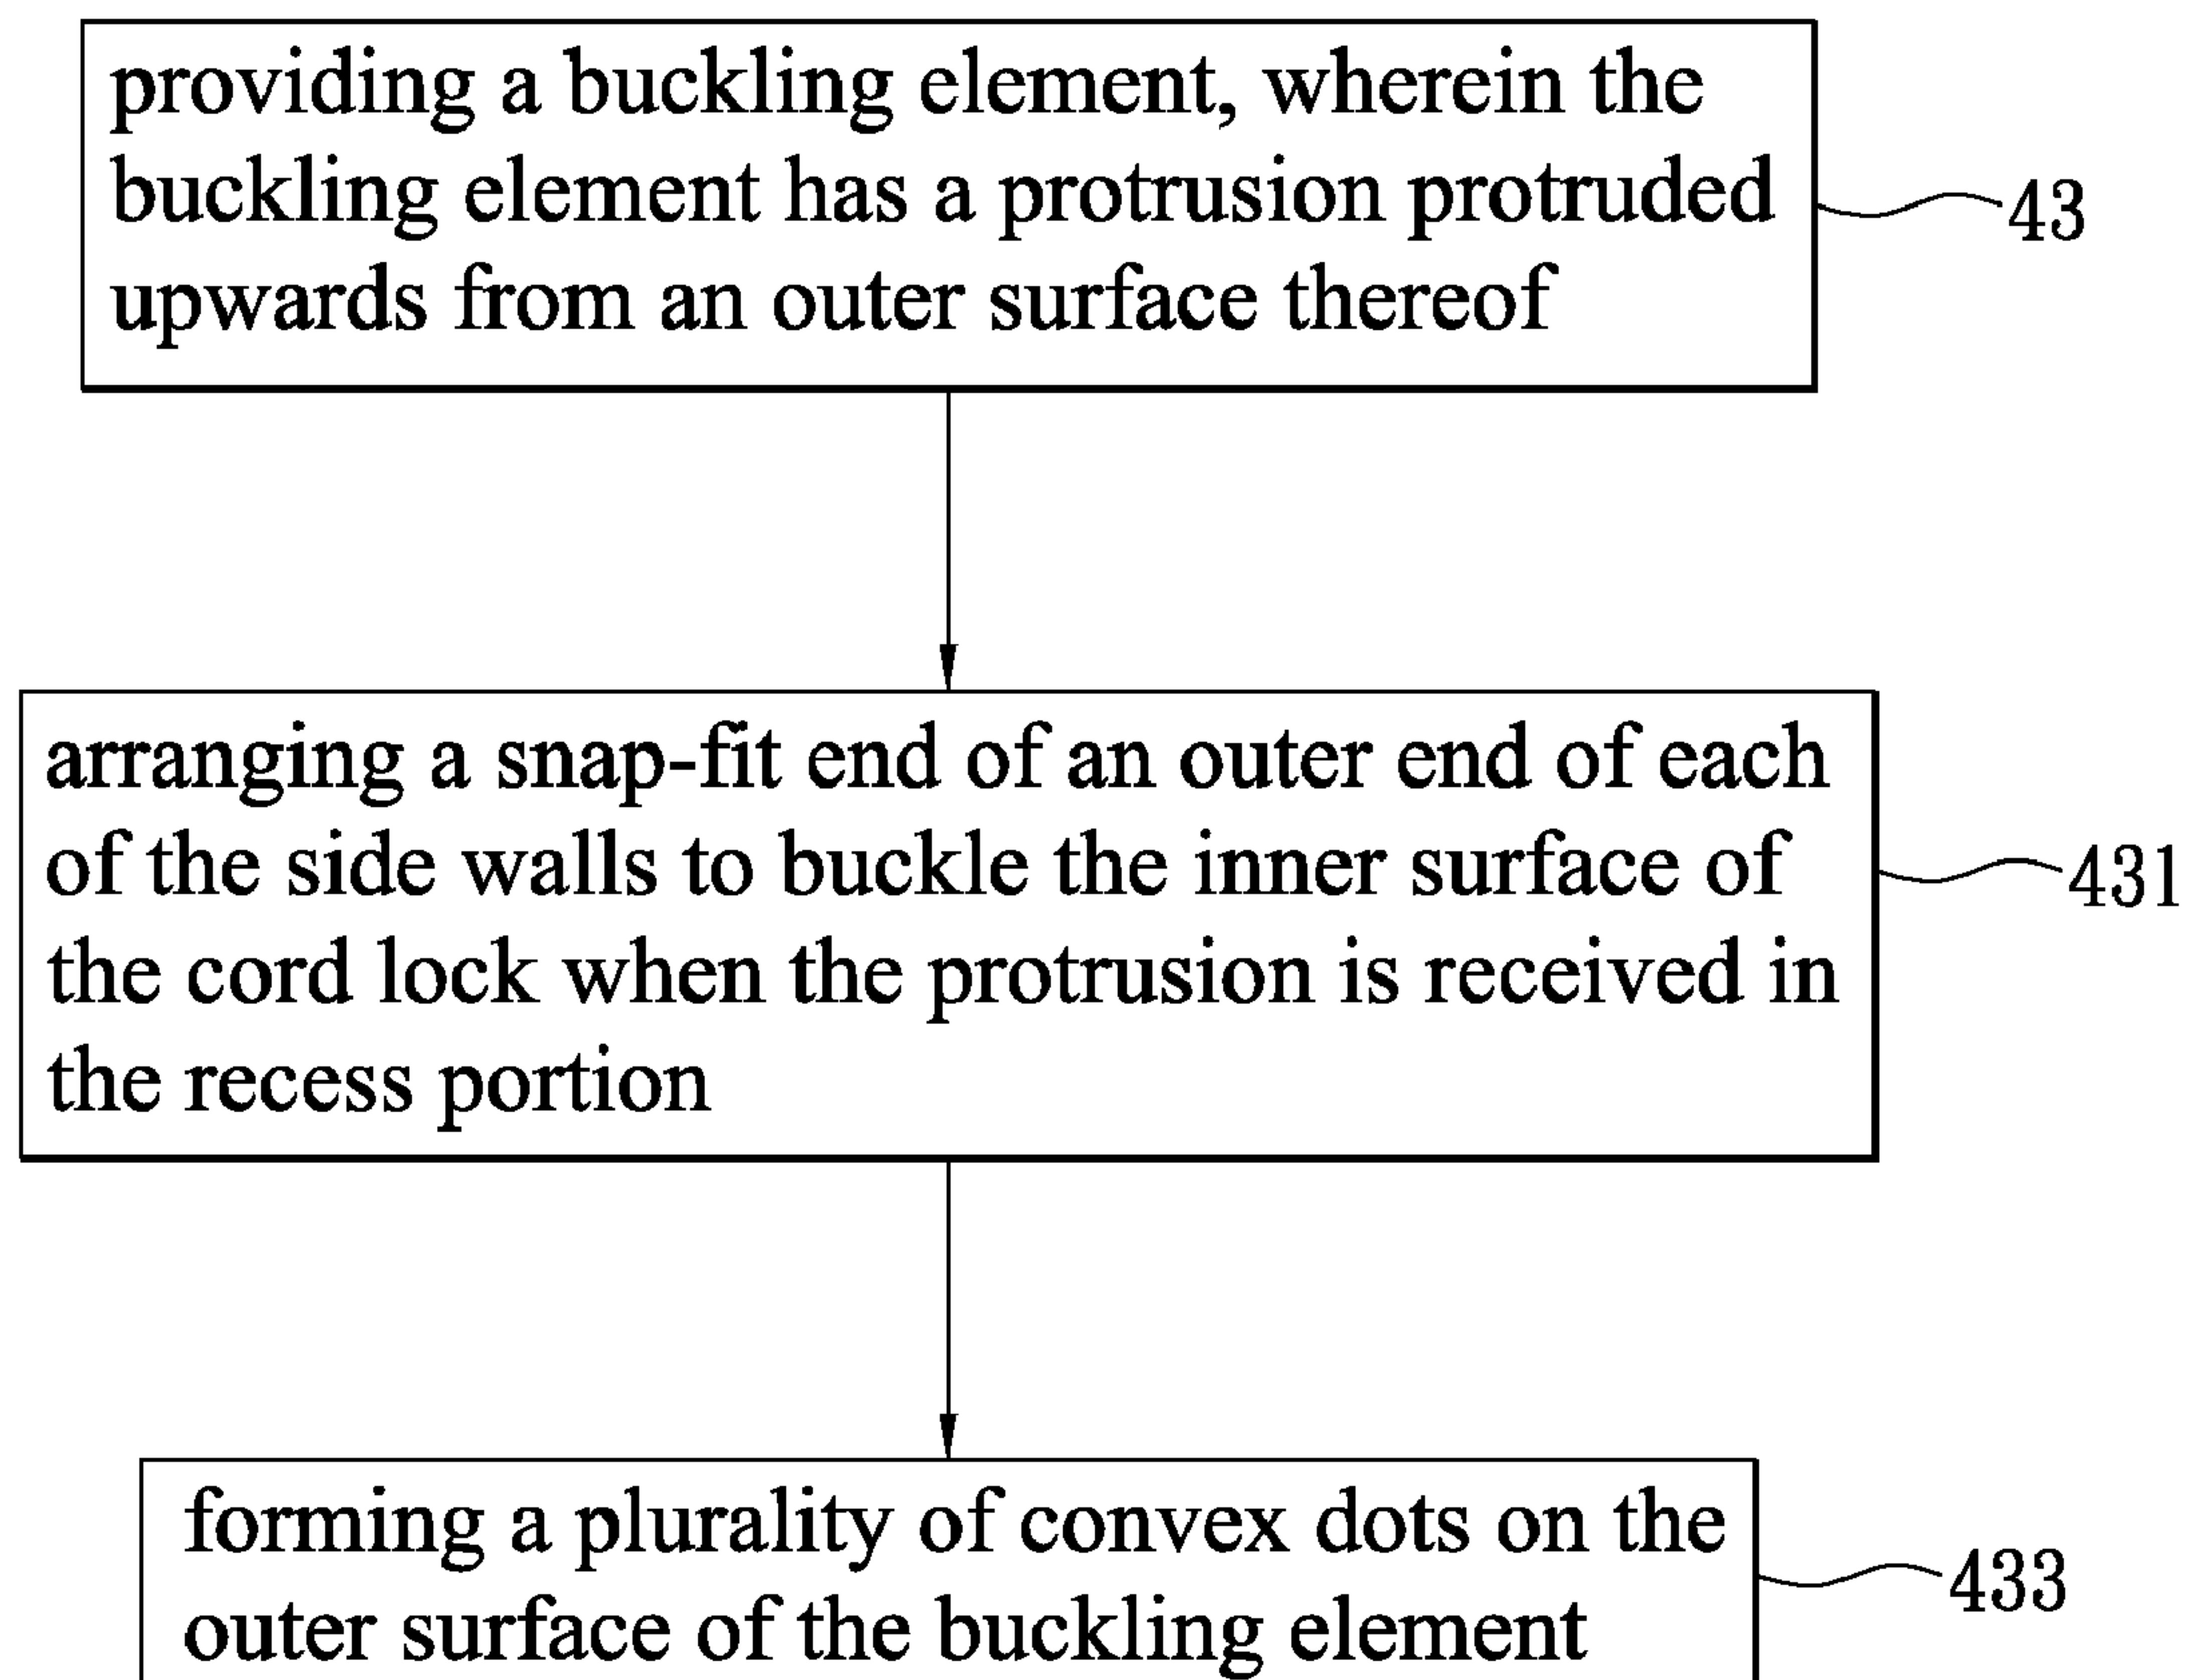 providing a buckling element, wherein the
buckling element has a protrusion protruded
upwards from an outer surface thereof
43
arranging a snap-fit end of an outer end of each
of the side walls to buckle the inner surface of
the cord lock when the protrusion is received in
the recess portion
431
forming a plurality of convex dots on the
outer surface of the buckling element
433